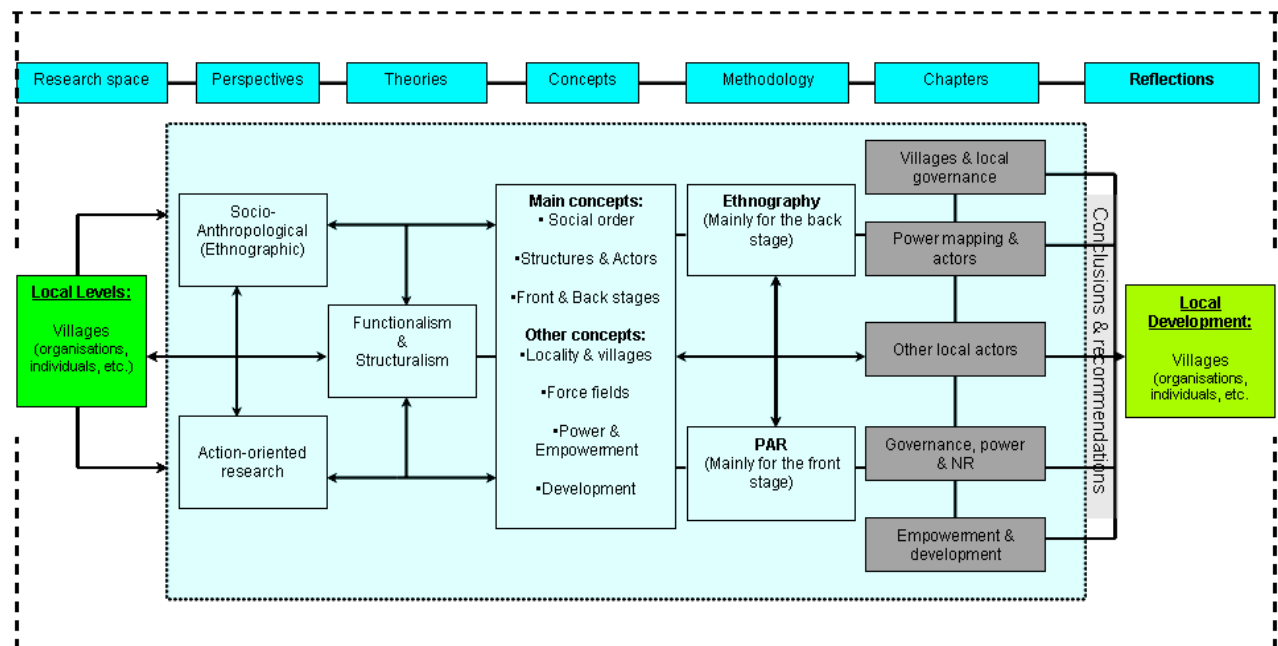 Research space
Perspectives
Theories
Concepts
Methodology
Chapters
Reflections
Local Levels:
Villages
(organisations,
individuals, etc.)
Socio-
Anthropological
(Ethnographic)
Action-oriented
research
Functionalism
&
Structuralism
Main concepts:
▪ Social order
▪Structures & Actors
▪Front & Back stages
Other concepts:
▪Locality & villages
▪Force fields
▪Power &
Empowerment
▪Development
Ethnography
(Mainly for the back
stage)
PAR
(Mainly for the front
stage)
Villages & local
governance
Power mapping &
actors
Other local actors
Governance, power
& NR
Empowerment &
development
Conclusions & recommendations
Local
Development:
Villages
(organisations,
individuals, etc.